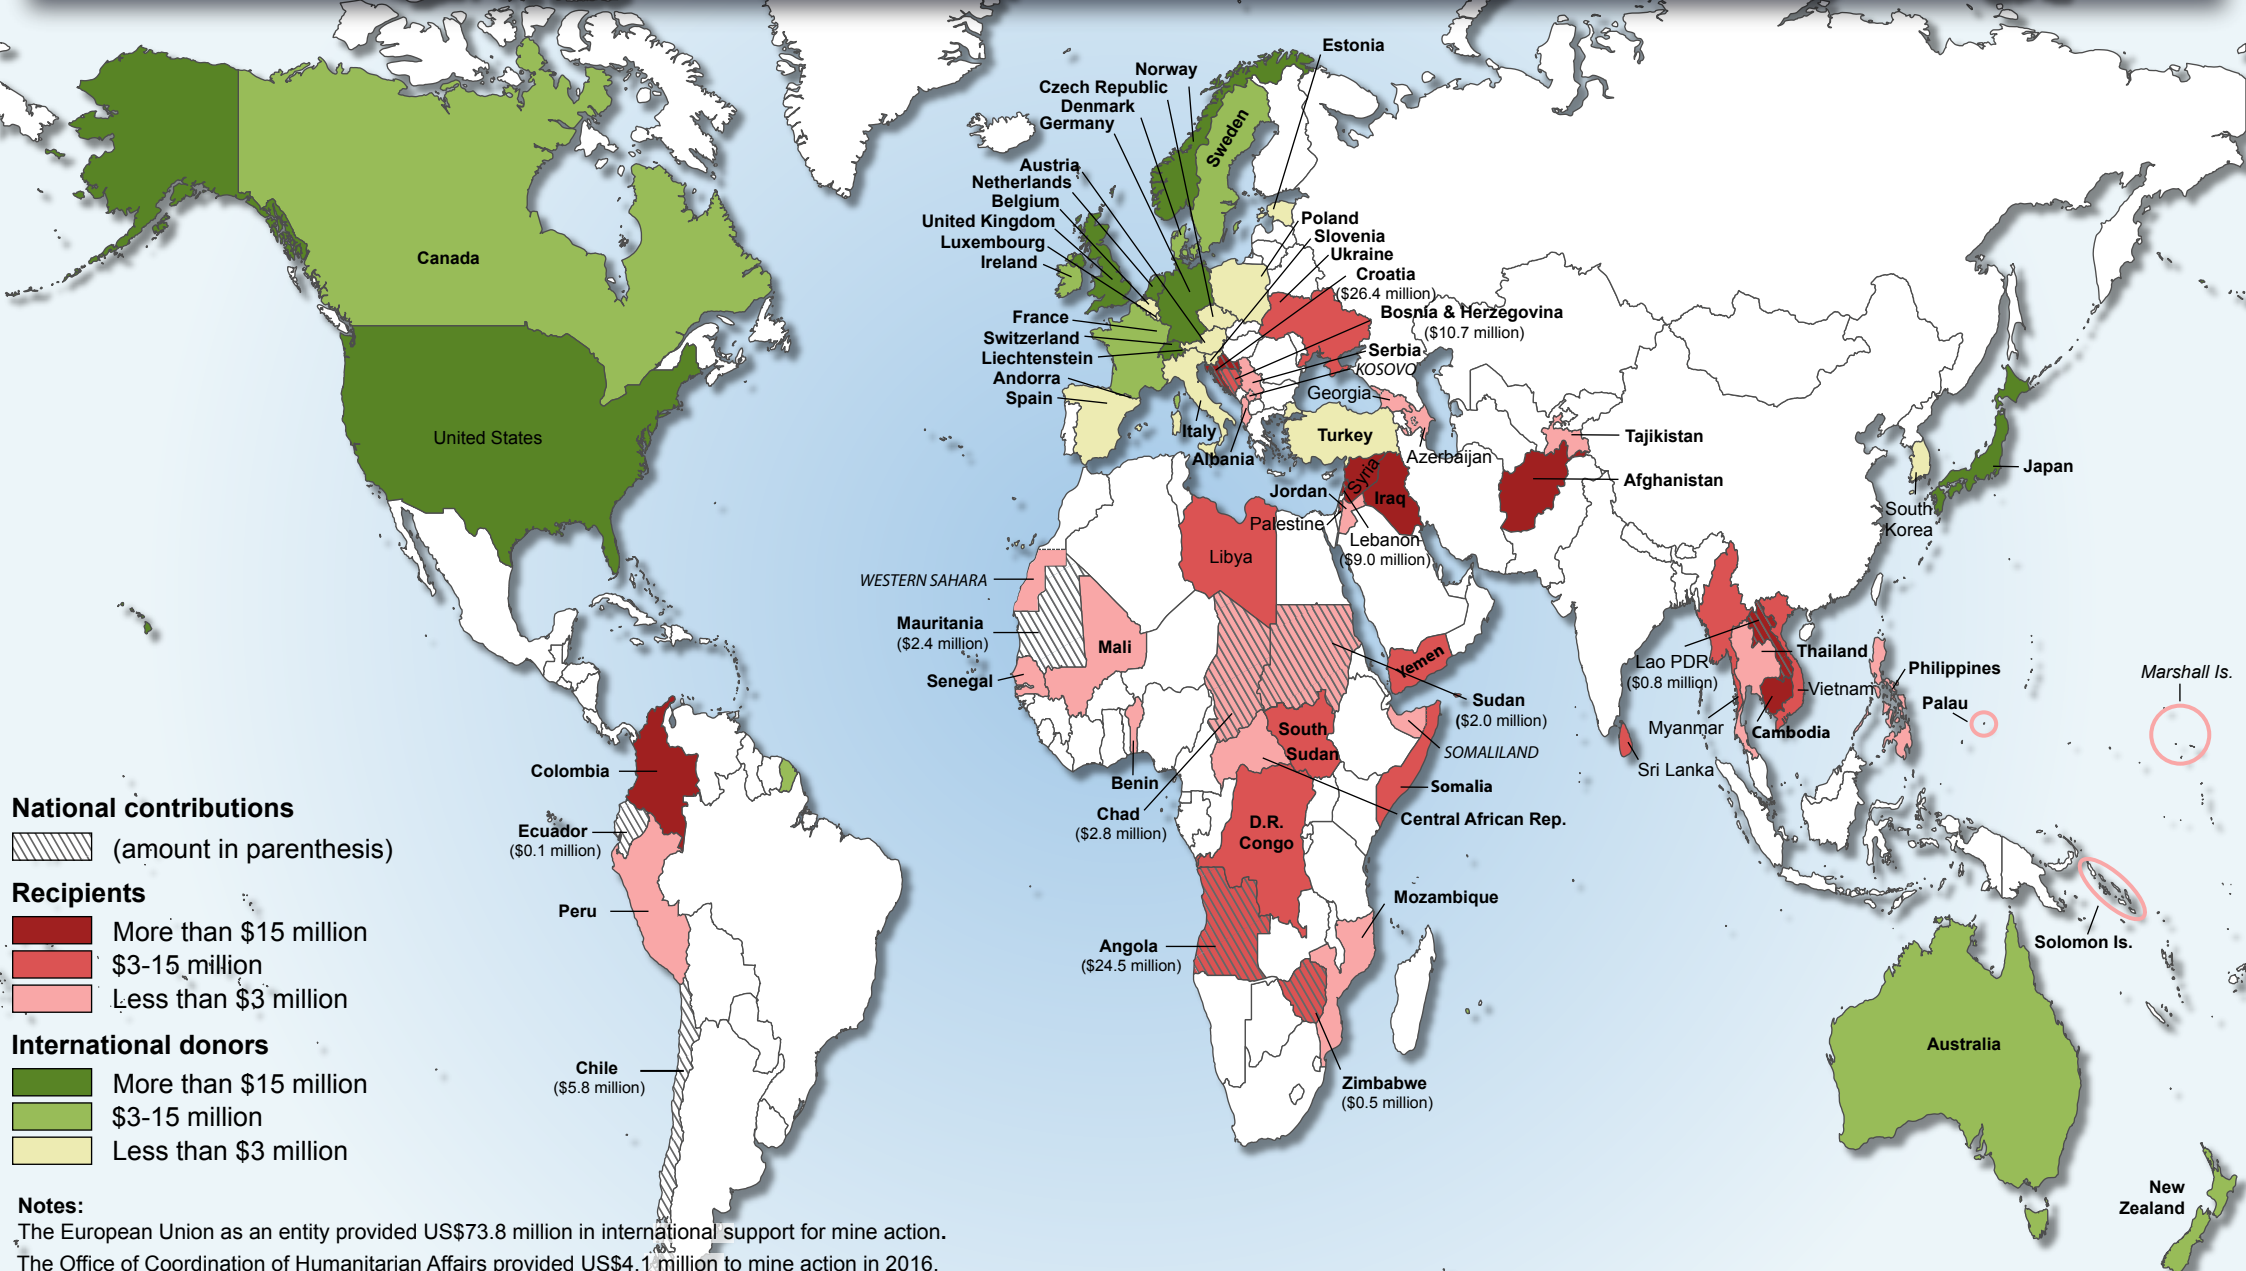 Estonia
Norway
Czech Republic
Denmark
Germany
Sweden
Austria
Netherlands
Belgium
United Kingdom
Luxembourg
Ireland
Poland
Slovenia
Ukraine
Croatia
($26.4 million)
Bosnia & Herzegovina
($10.7 million)
Serbia
KOSOVO
Georgia
France
Switzerland
Liechtenstein
Andorra
Spain
Italy
Albania
Turkey
Azerbaijan
Canada
United States
Tajikistan
Afghanistan
Japan
South
Korea
Syria
Iraq
Jordan
Palestine
Lebanon
($9.0 million)
Libya
WESTERN SAHARA
Mauritania
($2.4 million)
Mali
Senegal
Yemen
Sudan
($2.0 million)
South
Sudan
SOMALILAND
Somalia
Central African Rep.
Benin
Chad
($2.8 million)
D.R.
Congo
Angola
($24.5 million)
Mozambique
Zimbabwe
($0.5 million)
Lao PDR
($0.8 million)
Thailand
Vietnam
Myanmar
Cambodia
Sri Lanka
Philippines
Palau
Marshall Is.
Solomon Is.
Australia
New
Zealand
Colombia
Ecuador
($0.1 million)
Peru
Chile
($5.8 million)
National contributions
(amount in parenthesis)
Recipients
More than $15 million
$3-15 million
Less than $3 million
International donors
More than $15 million
$3-15 million
Less than $3 million
Notes:
The European Union as an entity provided US$73.8 million in international support for mine action.
The Office of Coordination of Humanitarian Affairs provided US$4.1 million to mine action in 2016.